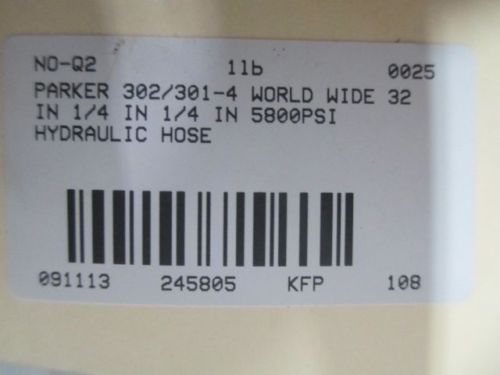 NO-Q2 1lb 0025
PARKER 302/301-4 WORLD WIDE 32
IN 1/4 IN 1/4 IN 5800PSI
HYDRAULIC HOSE
091113 245805 KFP 108